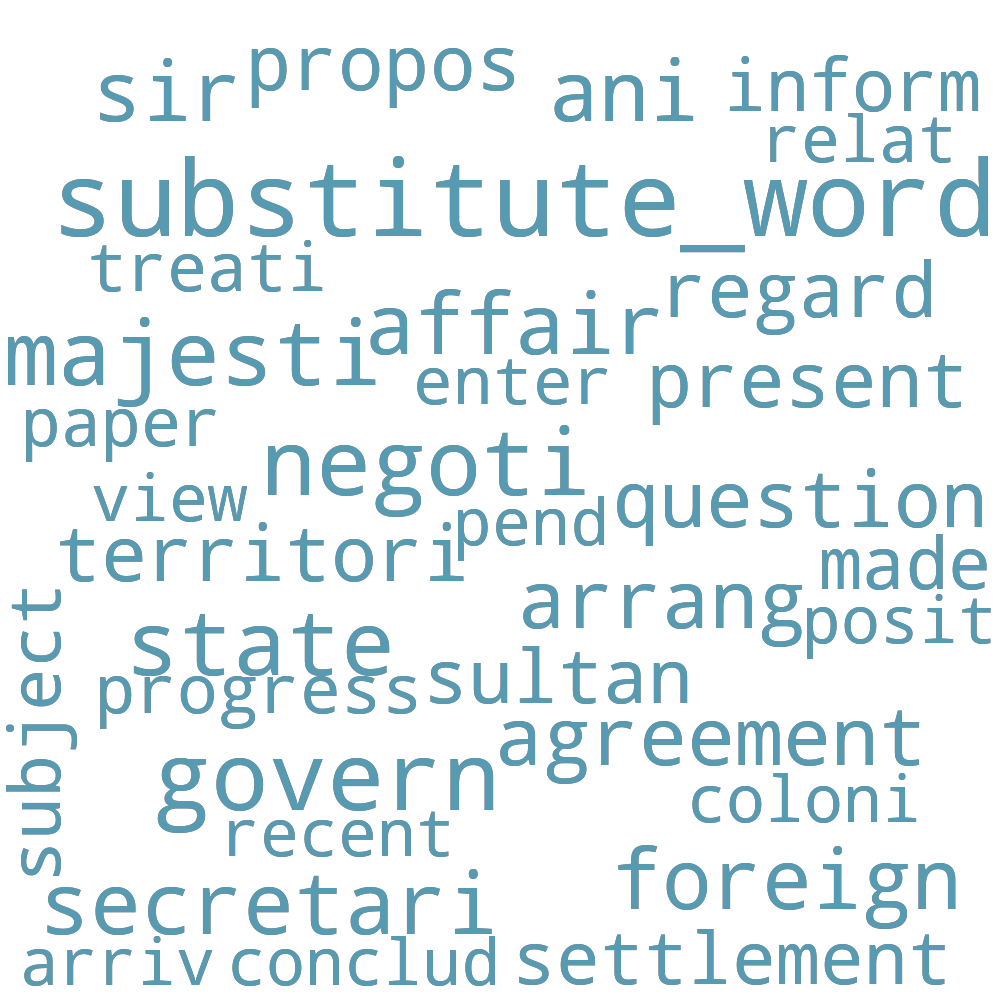 sir propos ani inform
relat
substitute_word
treati regard
majesti affair
enter present
paper
negoti
view pend question
territori made
arrang posit
subject
state
progress sultan
agreement
govern coloni
recent
foreign
secretari
arriv conclud settlement